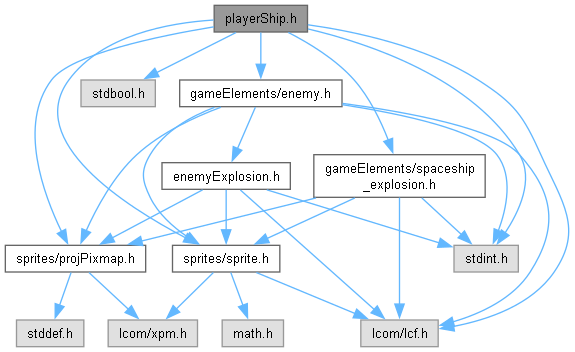 playerShip.h
stdbool.h
gameElements/enemy.h
enemyExplosion.h
gameElements/spaceship
_explosion.h
sprites/projPixmap.h
sprites/sprite.h
stdint.h
stddef.h
lcom/xpm.h
math.h
lcom/lcf.h